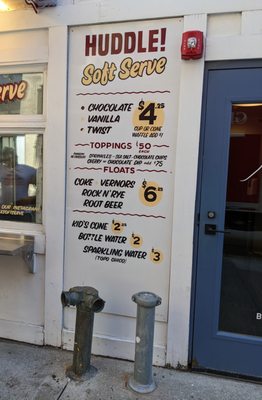 HUDDLE!
Soft Serve
• CHOCOLATE
VANILLA
• TWIST
$4.25
CUP OR CONE
WAFFLE ADD $1
TOPPINGS $.50
EACH
SPRINKLES • SEA SALT • CHOCOLATE CHIPS
CHERRY • CHOCOLATE DIP ADD $.75
FLOATS
COKE VERNORS
ROCK N' RYE
ROOT BEER
$6.25
KID'S CONE $2.25
BOTTLE WATER $2
SPARKLING WATER $3
(TOPO CHICO)
erve